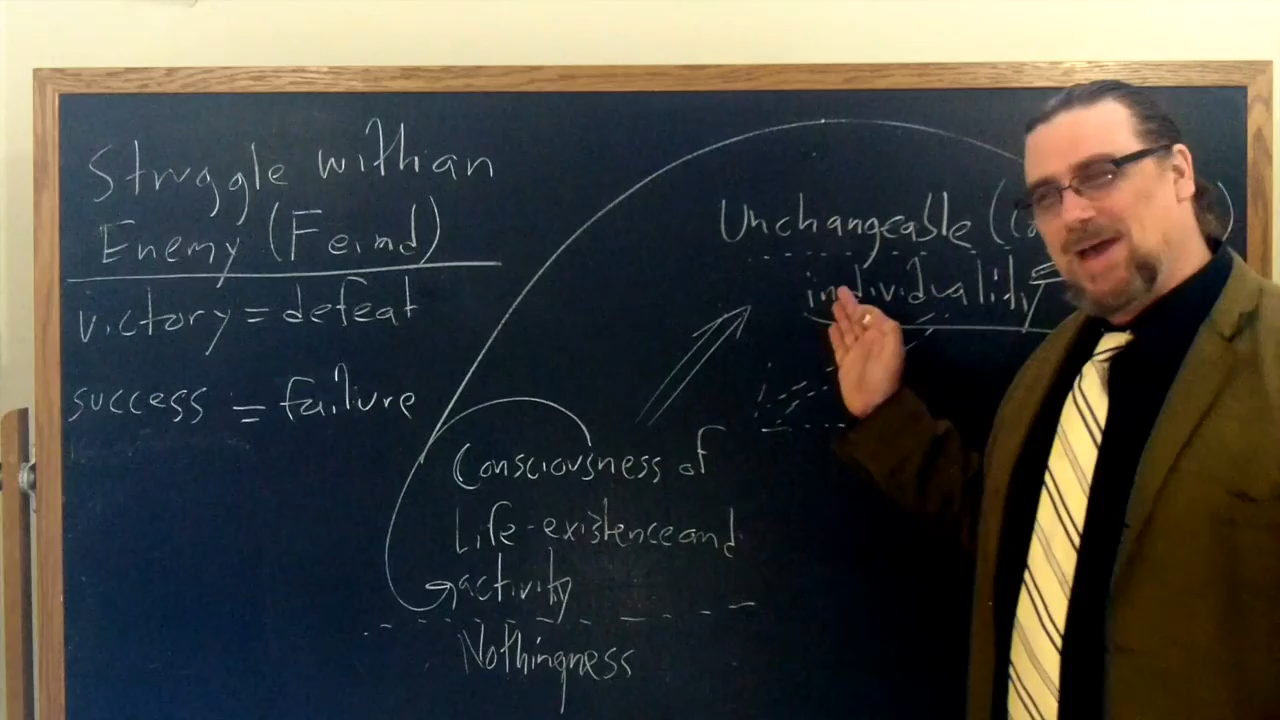 Struggle with an
Enemy (Feind)
victory = defeat
success = failure
Unchangeable (
individuality
Consciousness of
Life-existence and
activity
Nothingness